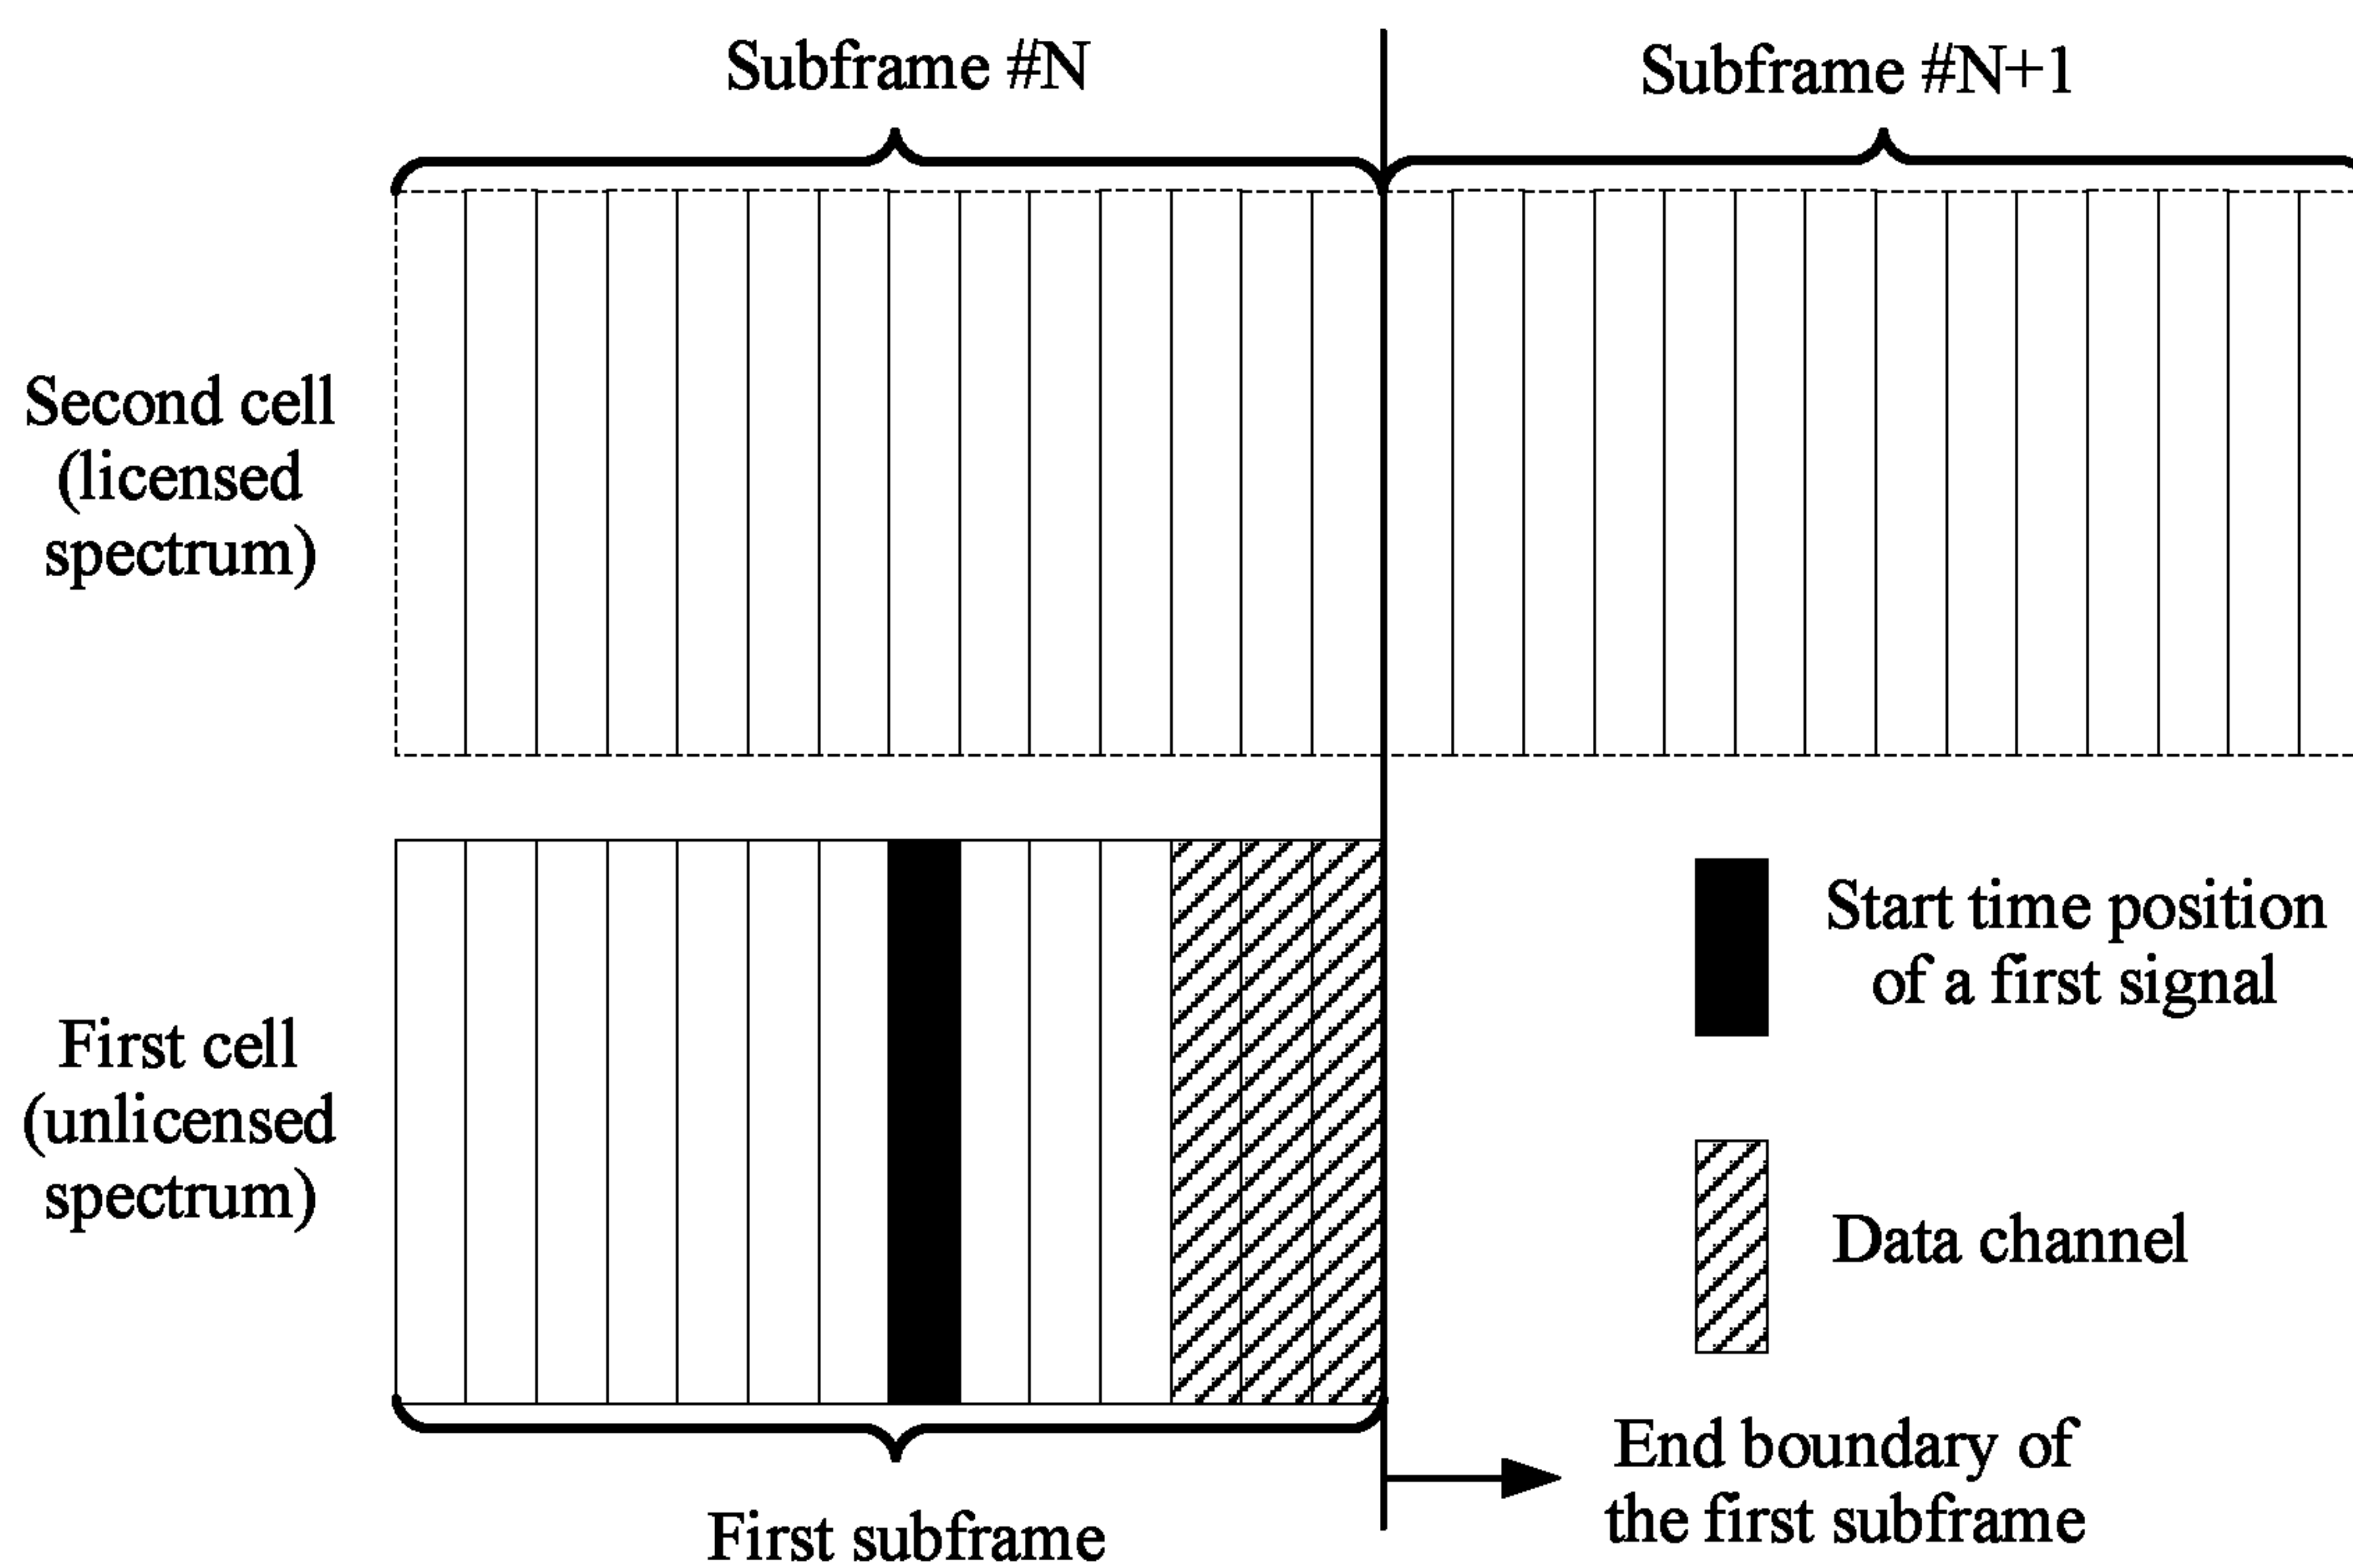 Subframe #N
Subframe #N+1
Second cell
(licensed
spectrum)
First cell
(unlicensed
spectrum)
Start time position
of a first signal
Data channel
End boundary of
the first subframe
First subframe